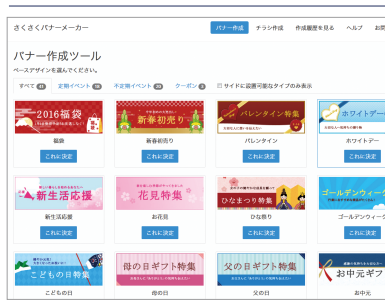 さくさくバナーメーカー
バナー作成 チラシ作成 作成履歴を見る ヘルプ お問
バナー作成ツール
ベースデザインを選んでください。
すべて 定期イベント 不定期イベント クーポン サイドに設置可能なタイプのみ表示
2016福袋 新春初売り バレンタイン特集 ホワイトデー
福袋 新春初売り バレンタイン ホワイトデー
これに決定 これに決定 これに決定 これに決定
新生活応援 花見特集 ひなまつり特集 ゴールデンウィーク
新生活応援 お花見 ひな祭り ゴールデンウィーク
これに決定 これに決定 これに決定 これに決定
こどもの日特集 母の日ギフト特集 父の日ギフト特集 お中元ギフ
こどもの日 母の日 父の日 お中元